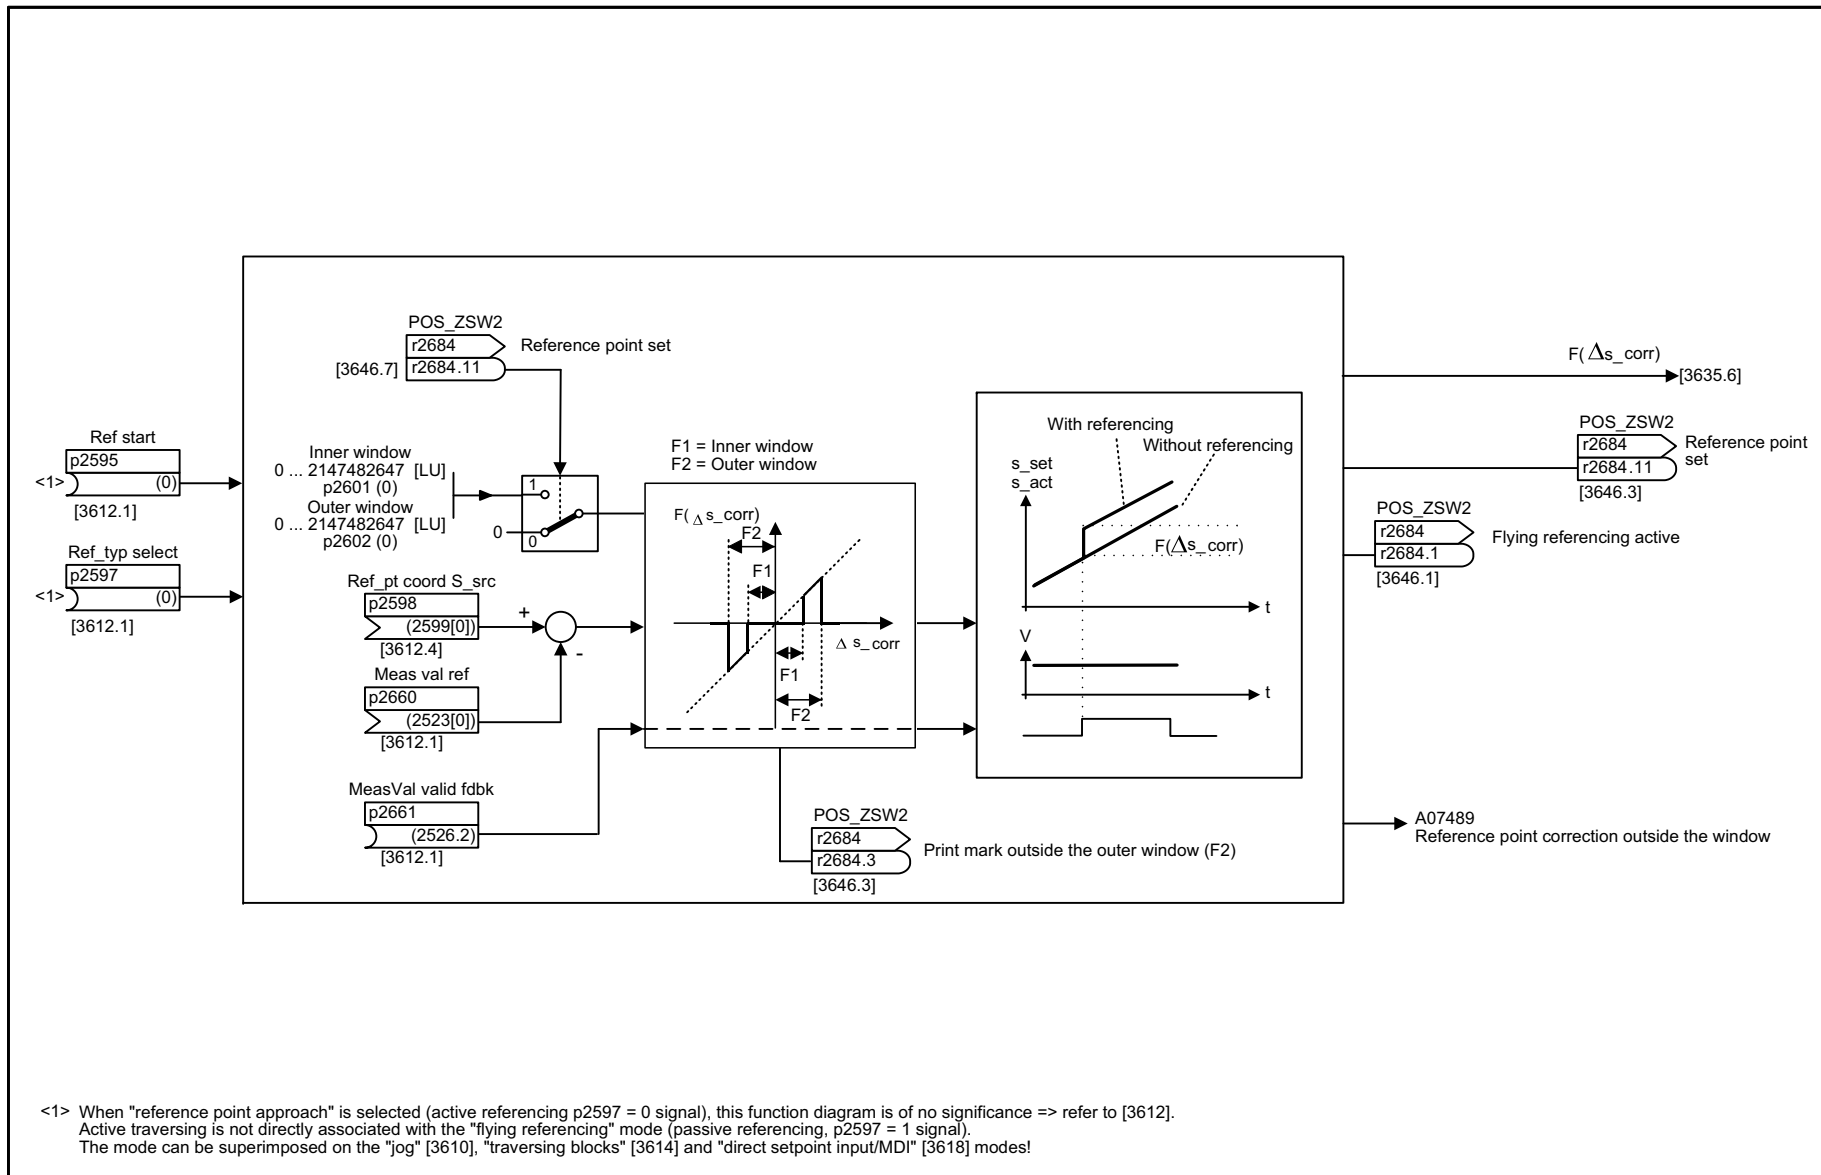 POS_ZSW2
r2684
Reference point set
[3646.7]
r2684.11
F(Δs_corr)
[3635.6]
POS_ZSW2
r2684
Reference point
set
r2684.11
[3646.3]
POS_ZSW2
r2684
Flying referencing active
r2684.1
[3646.1]
Ref start
p2595
<1>
(0)
[3612.1]
Ref_typ select
p2597
<1>
(0)
[3612.1]
Inner window
0 ... 2147482647 [LU]
p2601 (0)
Outer window
0 ... 2147482647 [LU]
p2602 (0)
1
0
0
F1 = Inner window
F2 = Outer window
F(Δs_corr)
F2
F1
Δ s_corr
F1
F2
Ref_pt coord S_src
p2598
(2599[0])
[3612.4]
+
-
Meas val ref
p2660
(2523[0])
[3612.1]
MeasVal valid fdbk
p2661
(2526.2)
[3612.1]
With referencing
Without referencing
s_set
s_act
F(Δs_corr)
t
V
t
POS_ZSW2
r2684
Print mark outside the outer window (F2)
r2684.3
[3646.3]
A07489
Reference point correction outside the window
<1> When "reference point approach" is selected (active referencing p2597 = 0 signal), this function diagram is of no significance => refer to [3612].
Active traversing is not directly associated with the "flying referencing" mode (passive referencing, p2597 = 1 signal).
The mode can be superimposed on the "jog" [3610], "traversing blocks" [3614] and "direct setpoint input/MDI" [3618] modes!